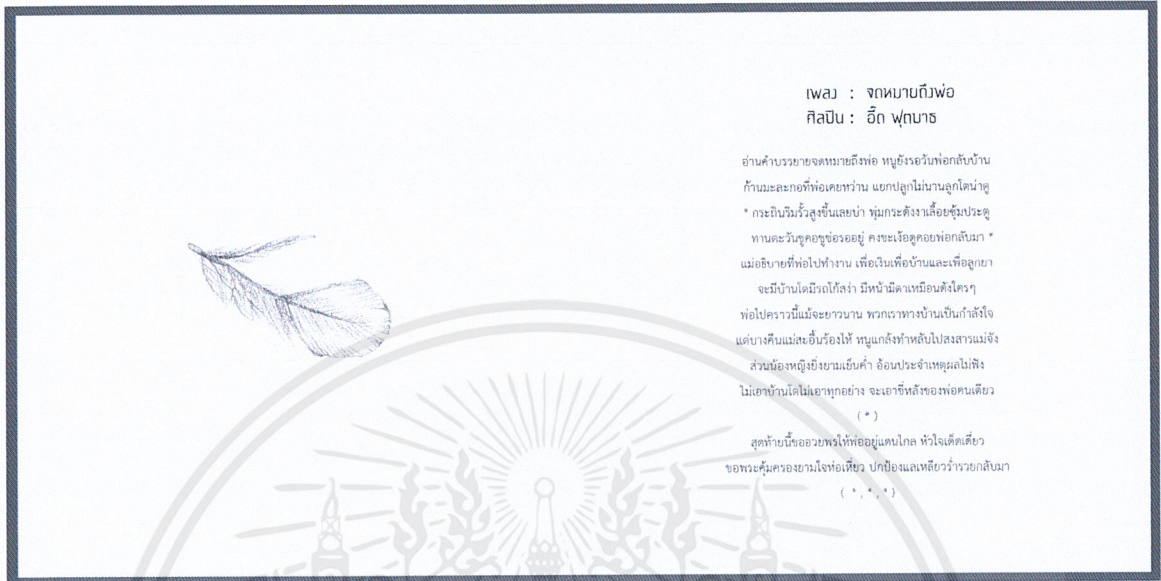 เพลง : จดหมายถึงพ่อ
ศิลปิน : อี๊ด ฟุตบาธ
อ่านคำบรรยายจดหมายถึงพ่อ หนูยังรอวันพ่อกลับบ้าน
ก้านมะละกอที่พ่อเคยหว่าน แยกปลูกไม่นานลูกโตน่าดู
* กระถินริมรั้วสูงขึ้นเลยบ่า พุ่มกระดังงาเลื้อยซุ้มประตู
ทานตะวันชูคอชูช่อรออยู่ คงชะเง้อดูคอยพ่อกลับมา *
แม่อธิบายที่พ่อไปทำงาน เพื่อเงินเพื่อบ้านและเพื่อลูกยา
จะมีบ้านโตมีรถโก้สง่า มีหน้ามีตาเหมือนดังใครๆ
พ่อไปคราวนี้แม้จะยาวนาน พวกเราทางบ้านเป็นกำลังใจ
แต่บางคืนแม่สะอื้นร้องไห้ หนูแกล้งทำหลับไปสงสารแม่จัง
ส่วนน้องหญิงยิ่งยามเย็นค่ำ อ้อนประจำเหตุผลไม่ฟัง
ไม่เอาบ้านโตไม่เอาทุกอย่าง จะเอาขี่หลังของพ่อคนเดียว
( * )
สุดท้ายนี้ขออวยพรให้พ่ออยู่แดนไกล หัวใจเด็ดเดี่ยว
ขอพระคุ้มครองยามใจห่อเหี่ยว ปกป้องแลเหลียวร่ำรวยกลับมา
( *,*,* )